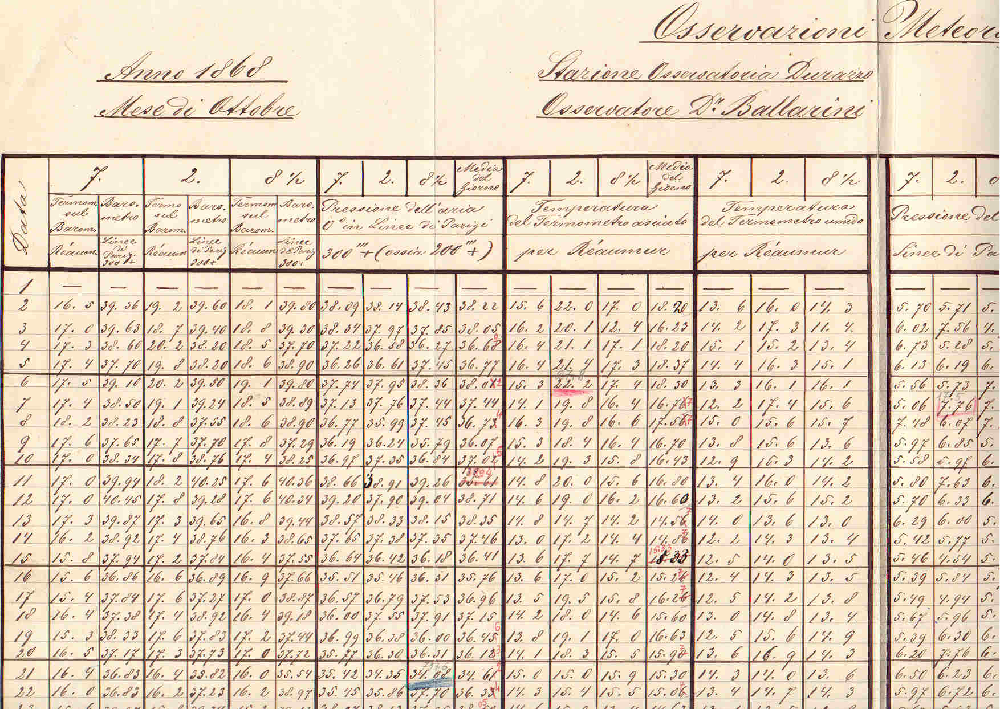 Osservazioni Meteoro
Anno 1868 Stazione Osservatoria Durazzo
Mese di Ottobre Osservatore Dr. Ballarini
Data 7. 2. 8 ½ 7. 2. 8 ½ Media del Giorno 7. 2. 8 ½ Media del Giorno 7. 2. 8 ½ 7. 2.
Termom. sul Barom. Barometro Termo sul Barom. Barometro Termom sul Barom. Barometro Pressione dell'aria 0° in Linee di Parigi Temperatura del Termometro asciuto Temperatura del Termometro umido Pressione del
Réaum. Linee di Parigi 300+ Réaum Linee di Parig 300+ Réaum Linee di Parig 300+ 300''' + (ossia 200''' +) per Réaumur per Réaumur Linee di Pa
1 — — — — — — — — — — — — — — — — — — —
2 16. 5 39. 36 19. 2 39. 60 18. 1 39. 80 38. 09 38. 14 38. 43 38. 22 15. 6 22. 0 17. 0 18. 20 13. 6 16. 0 14. 3 5. 70 5. 71 5.
3 17. 0 39. 63 18. 7 39. 40 18. 8 39. 30 38. 34 37. 97 37. 85 38. 05 16. 2 20. 1 12. 4 16. 23 14. 2 17. 3 11. 4 6. 02 7. 56 4.
4 17. 3 38. 60 20. 2 38. 20 18. 5 37. 70 37. 22 36. 58 36. 27 36. 68 16. 4 21. 1 17. 1 18. 20 15. 1 15. 2 13. 4 6. 73 5. 28 5.
5 17. 4 37. 70 19. 8 38. 20 18. 6 38. 90 36. 26 36. 61 37. 45 36. 77 16. 4 21. 4 17. 3 18. 37 14. 4 16. 3 15. 1 6. 13 6. 19 6.
6 17. 5 39. 10 20. 2 39. 50 19. 1 39. 80 37. 74 37. 95 38. 36 38. 0 2 15. 3 22. 2 17. 4 18. 30 13. 3 16. 1 16. 1 5. 56 5. 73 7.
7 17. 4 38. 50 19. 1 39. 24 18. 5 38. 89 37. 13 37. 76 37. 44 37. 44 14. 1 19. 8 16. 4 16. 7 7 12. 2 17. 4 15. 6 5. 06 7. 76 7.
8 18. 2 38. 23 18. 8 37. 55 18. 6 38. 90 36. 77 35. 99 37. 45 36. 73 16. 3 19. 8 16. 6 17. 5 7 15. 0 15. 6 15. 7 7. 48 6. 07 7.
9 17. 6 37. 65 17. 7 37. 70 17. 8 37. 29 36. 19 36. 24 35. 79 36. 07 15. 3 18. 4 16. 4 16. 70 13. 8 15. 6 13. 6 5. 97 6. 85 5.
10 17. 0 38. 34 17. 8 38. 76 17. 4 38. 25 36. 97 37. 35 36. 84 37. 02 14. 2 19. 3 15. 8 16. 43 12. 9 15. 3 14. 2 5. 58 5. 97 6.
11 17. 0 39. 94 18. 2 40. 25 17. 6 40. 36 38. 66 38. 91 39. 26 3894 14. 8 20. 0 15. 6 16. 80 13. 4 16. 0 14. 2 5. 80 7. 63 6.
12 17. 0 40. 45 17. 8 39. 28 17. 6 40. 34 39. 20 37. 90 39. 04 38. 71 14. 6 19. 0 16. 2 16. 60 13. 2 15. 6 15. 2 5. 70 6. 33 6.
13 17. 3 39. 87 17. 3 39. 65 16. 8 39. 44 38. 57 38. 33 38. 15 38. 35 14. 8 14. 7 14. 2 14. 56 14. 0 13. 6 13. 0 6. 29 6. 00 5.
14 16. 2 38. 92 17. 4 38. 76 16. 3 38. 65 37. 65 37. 38 37. 35 37. 46 13. 0 17. 2 14. 4 14. 86 12. 2 14. 3 13. 4 5. 42 5. 77 5.
15 15. 8 37. 94 17. 2 37. 84 16. 4 37. 55 36. 64 36. 42 36. 18 36. 41 13. 6 17. 7 14. 7 15. 33 12. 5 14. 0 13. 5 5. 46 4. 54 5.
16 15. 6 36. 86 16. 6 36. 89 16. 9 37. 66 35. 51 35. 46 36. 31 35. 76 13. 6 17. 0 15. 2 15. 26 12. 4 14. 3 13. 5 5. 39 5. 84 5.
17 15. 4 37. 84 17. 6 37. 27 17. 0 38. 87 36. 57 36. 79 37. 53 36. 96 13. 5 19. 5 15. 8 16. 26 12. 5 14. 2 13. 8 5. 49 4. 94 5.
18 16. 4 37. 38 17. 4 38. 92 16. 4 39. 18 36. 00 37. 55 37. 91 37. 15 14. 2 18. 0 14. 6 15. 60 13. 0 14. 8 13. 4 5. 67 5. 96 5.
19 15. 3 38. 33 17. 6 37. 83 17. 2 37. 44 36. 99 36. 38 36. 00 36. 45 13. 8 19. 1 17. 0 16. 63 12. 5 15. 6 14. 9 5. 39 6. 30 6.
20 16. 5 37. 17 17. 3 37. 73 17. 0 37. 72 35. 77 36. 30 36. 31 36. 12 14. 1 18. 3 15. 5 15. 9 13. 6 16. 9 14. 3 6. 20 7. 76 6.
21 16. 4 36. 83 16. 4 35. 82 16. 0 35. 54 35. 42 34. 35 34. 08 34. 61 15. 0 15. 0 15. 9 15. 30 14. 3 14. 0 13. 6 6. 50 6. 23 6.
22 16. 0 36. 83 16. 2 37. 23 16. 2 38. 97 35. 45 35. 86 37. 70 36. 33 14. 3 15. 4 15. 5 15. 06 13. 4 14. 7 14. 3 5. 97 6. 72 6.